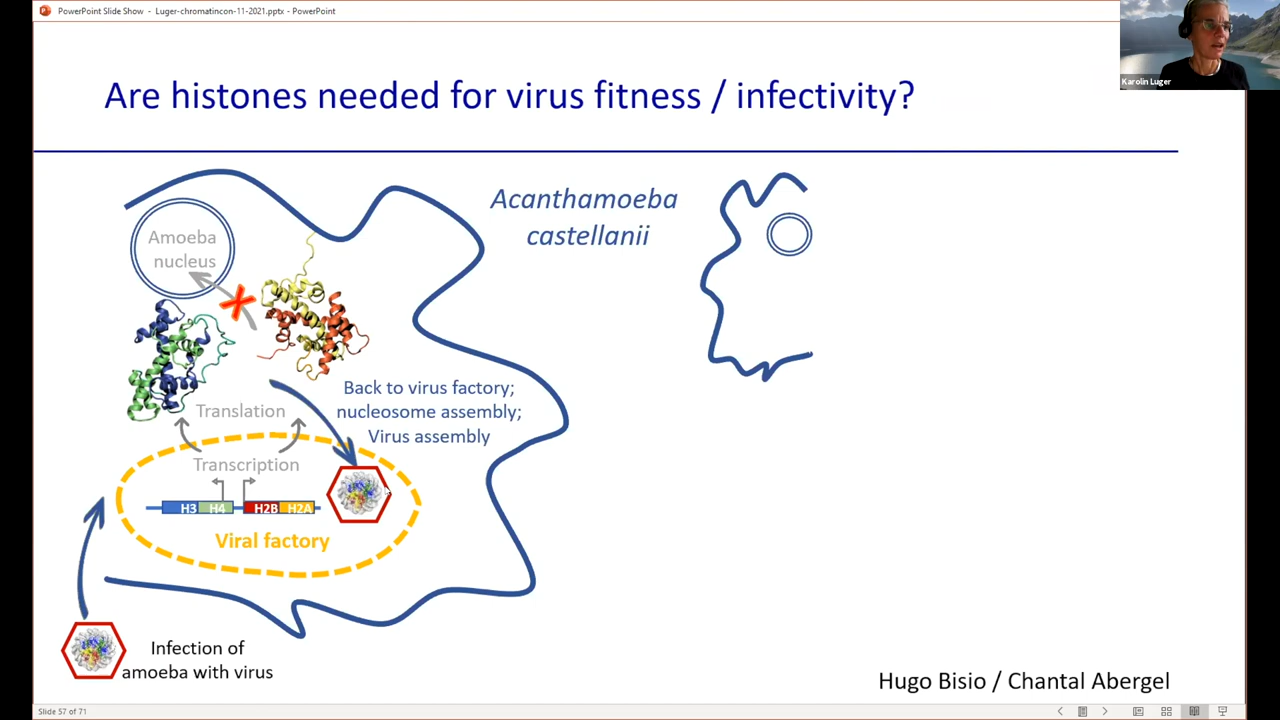 PowerPoint Slide Show - Luger-chromatincon-11-2021.pptx - PowerPoint
Karolin Luger
Are histones needed for virus fitness / infectivity?
Acanthamoeba
castellanii
Amoeba
nucleus
Back to virus factory;
nucleosome assembly;
Virus assembly
Translation
Transcription
H3 H4 H2B H2A
Viral factory
Infection of
amoeba with virus
Hugo Bisio / Chantal Abergel
Slide 57 of 71